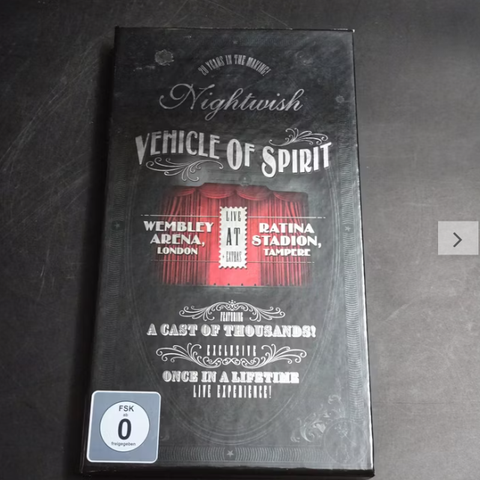 20 YEARS IN THE MAKING!
Nightwish
VEHICLE OF SPIRIT
WEMBLEY
ARENA,
LONDON
LIVE
AT
RATINA
STADION,
TAMPERE
FEATURING
A CAST OF THOUSANDS!
EXCLUSIVE
ONCE IN A LIFETIME
LIVE EXPERIENCE!
FSK
ab
0
freigegeben